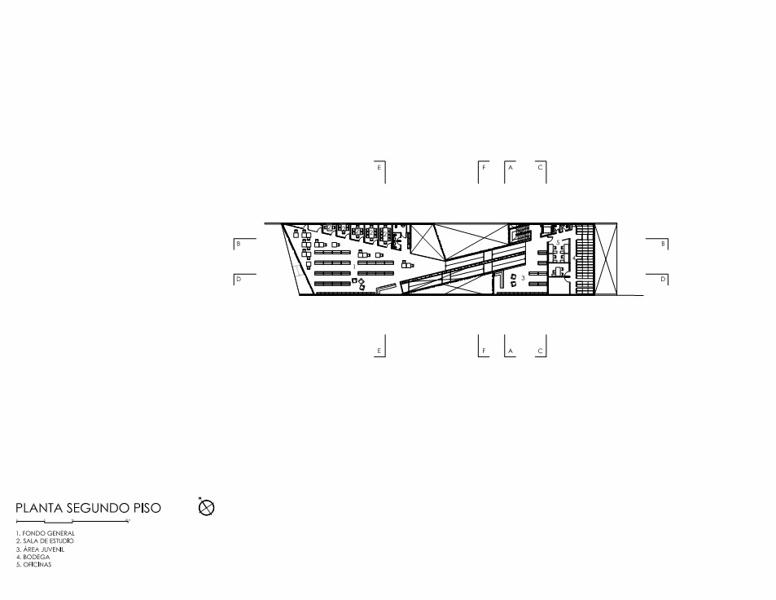 E F A C
B B
5
4
D D
3
E F A C
PLANTA SEGUNDO PISO
1. FONDO GENERAL
2. SALA DE ESTUDIO
3. ÁREA JUVENIL
4. BODEGA
5. OFICINAS